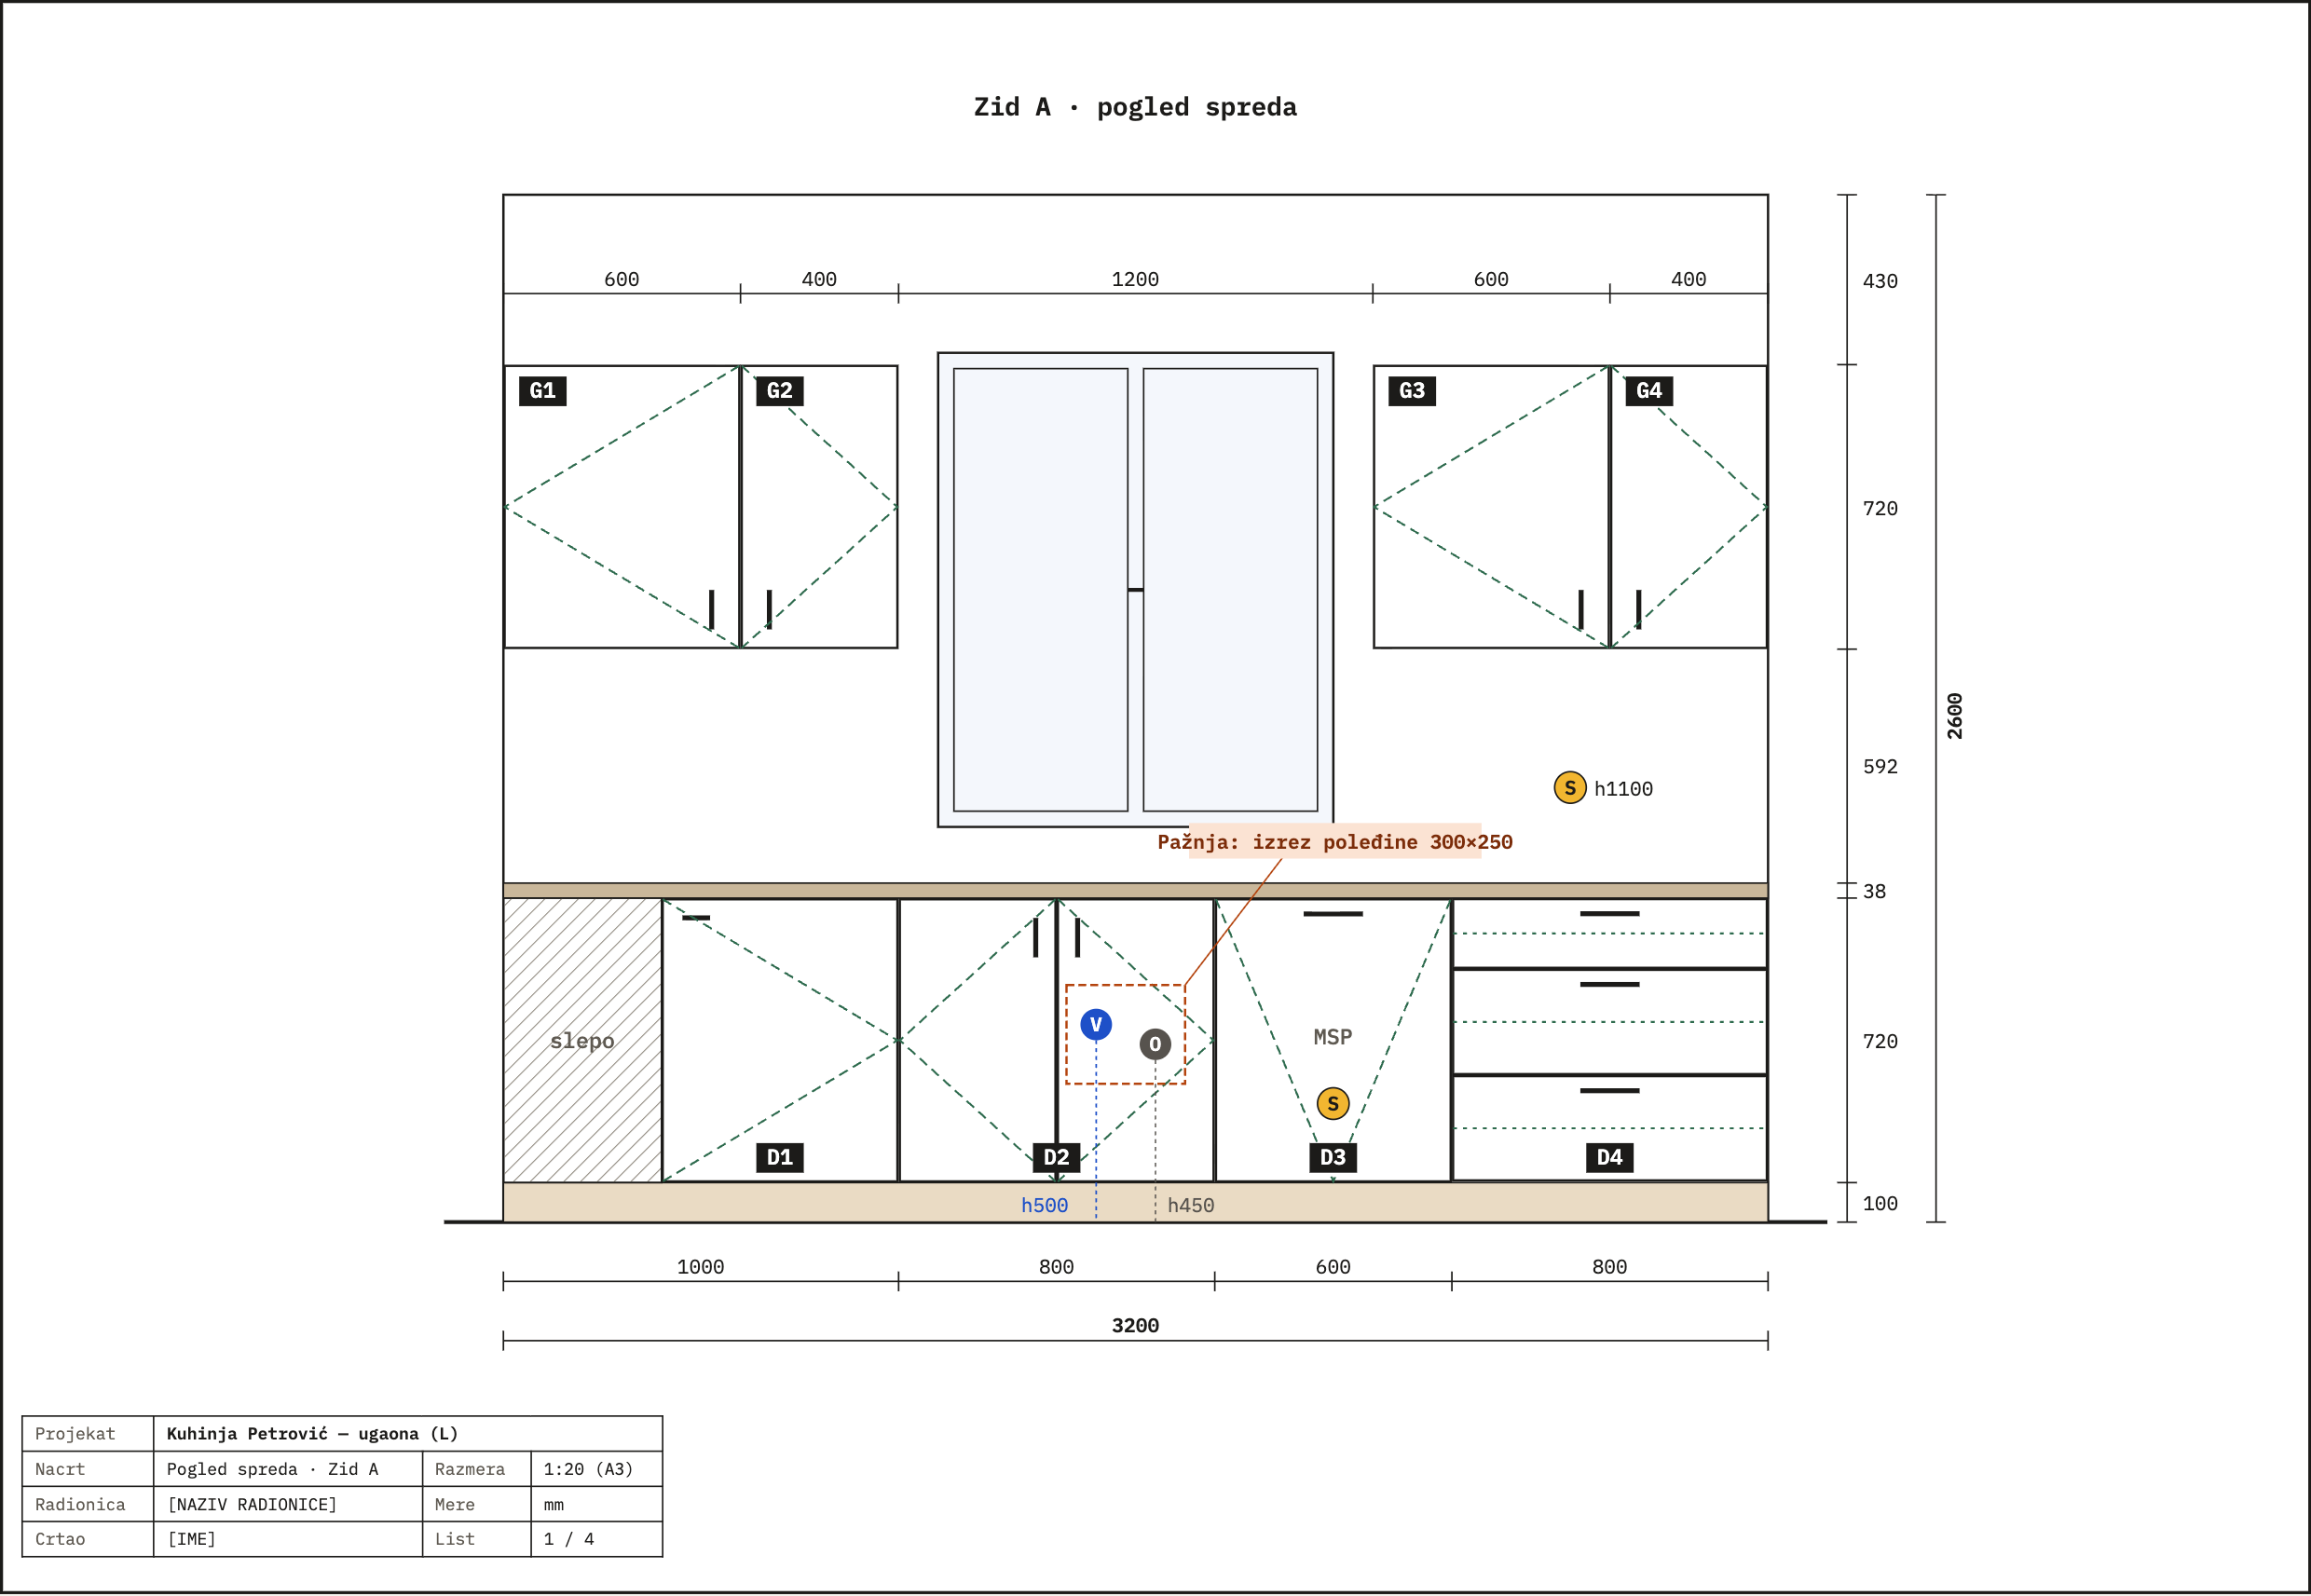 Zid A · pogled spreda
600 400 1200 600 400
430
G1 G2 G3 G4
720
2600
592
S h1100
Pažnja: izrez poleđine 300×250
38
slepo
V
O
MSP
720
S
D1 D2 D3 D4
h500 h450
100
1000 800 600 800
3200
Projekat Kuhinja Petrović — ugaona (L)
Nacrt Pogled spreda · Zid A Razmera 1:20 (A3)
Radionica [NAZIV RADIONICE] Mere mm
Crtao [IME] List 1 / 4